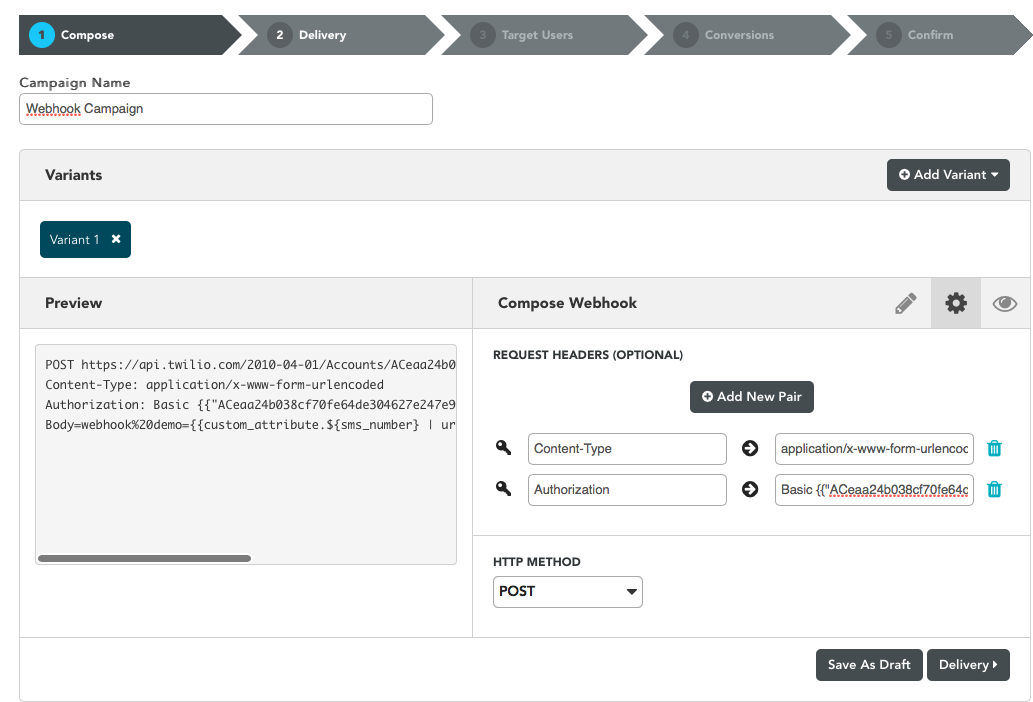 1 Compose 2 Delivery 3 Target Users 4 Conversions 5 Confirm
Campaign Name
Webhook Campaign
Variants
Add Variant
Variant 1
Preview
Compose Webhook
POST https://api.twilio.com/2010-04-01/Accounts/ACeaa24b0
Content-Type: application/x-www-form-urlencoded
Authorization: Basic {{"ACeaa24b038cf70fe64de304627e247e9
Body=webhook%20demo={{custom_attribute.${sms_number} | ur
REQUEST HEADERS (OPTIONAL)
Add New Pair
Content-Type application/x-www-form-urlencoc
Authorization Basic {{"ACeaa24b038cf70fe64c
HTTP METHOD
POST
Save As Draft Delivery